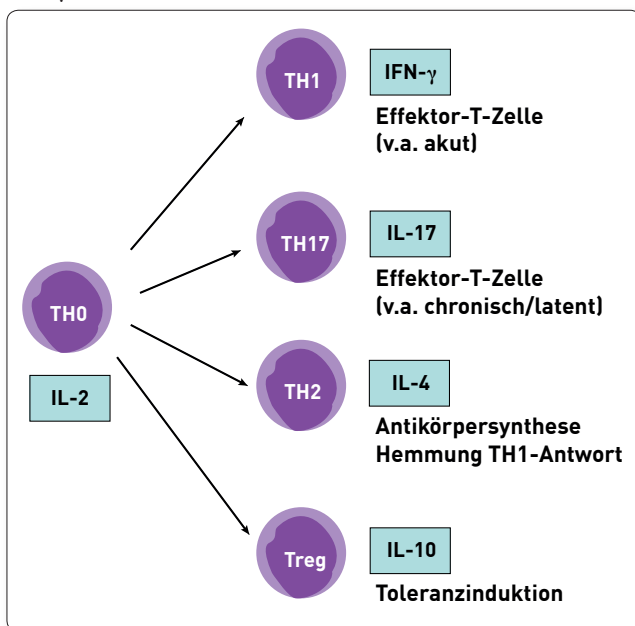 TH1
IFN-γ
Effektor-T-Zelle
(v.a. akut)
TH17
IL-17
Effektor-T-Zelle
(v.a. chronisch/latent)
TH0
IL-2
TH2
IL-4
Antikörpersynthese
Hemmung TH1-Antwort
Treg
IL-10
Toleranzinduktion